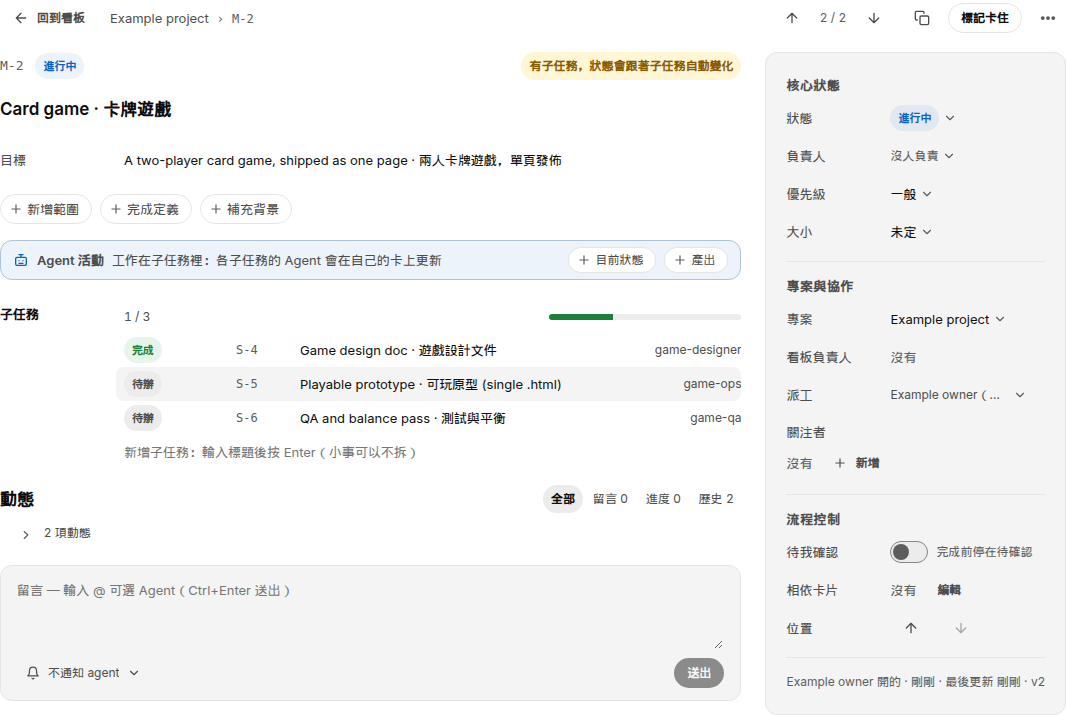 回到看板 Example project › M-2 2 / 2 標記卡住
M-2 進行中 有子任務，狀態會跟著子任務自動變化
Card game · 卡牌遊戲
目標 A two-player card game, shipped as one page · 兩人卡牌遊戲，單頁發佈
新增範圍 完成定義 補充背景
Agent 活動 工作在子任務裡：各子任務的 Agent 會在自己的卡上更新 目前狀態 產出
子任務 1 / 3
完成 S-4 Game design doc · 遊戲設計文件 game-designer
待辦 S-5 Playable prototype · 可玩原型 (single .html) game-ops
待辦 S-6 QA and balance pass · 測試與平衡 game-qa
新增子任務：輸入標題後按 Enter（小事可以不拆）
動態 全部 留言 0 進度 0 歷史 2
2 項動態
留言 — 輸入 @ 可選 Agent（Ctrl+Enter 送出）
不通知 agent 送出
核心狀態
狀態 進行中
負責人 沒人負責
優先級 一般
大小 未定
專案與協作
專案 Example project
看板負責人 沒有
派工 Example owner（...
關注者
沒有 新增
流程控制
待我確認 完成前停在待確認
相依卡片 沒有 編輯
位置
Example owner 開的 · 剛剛 · 最後更新 剛剛 · v2